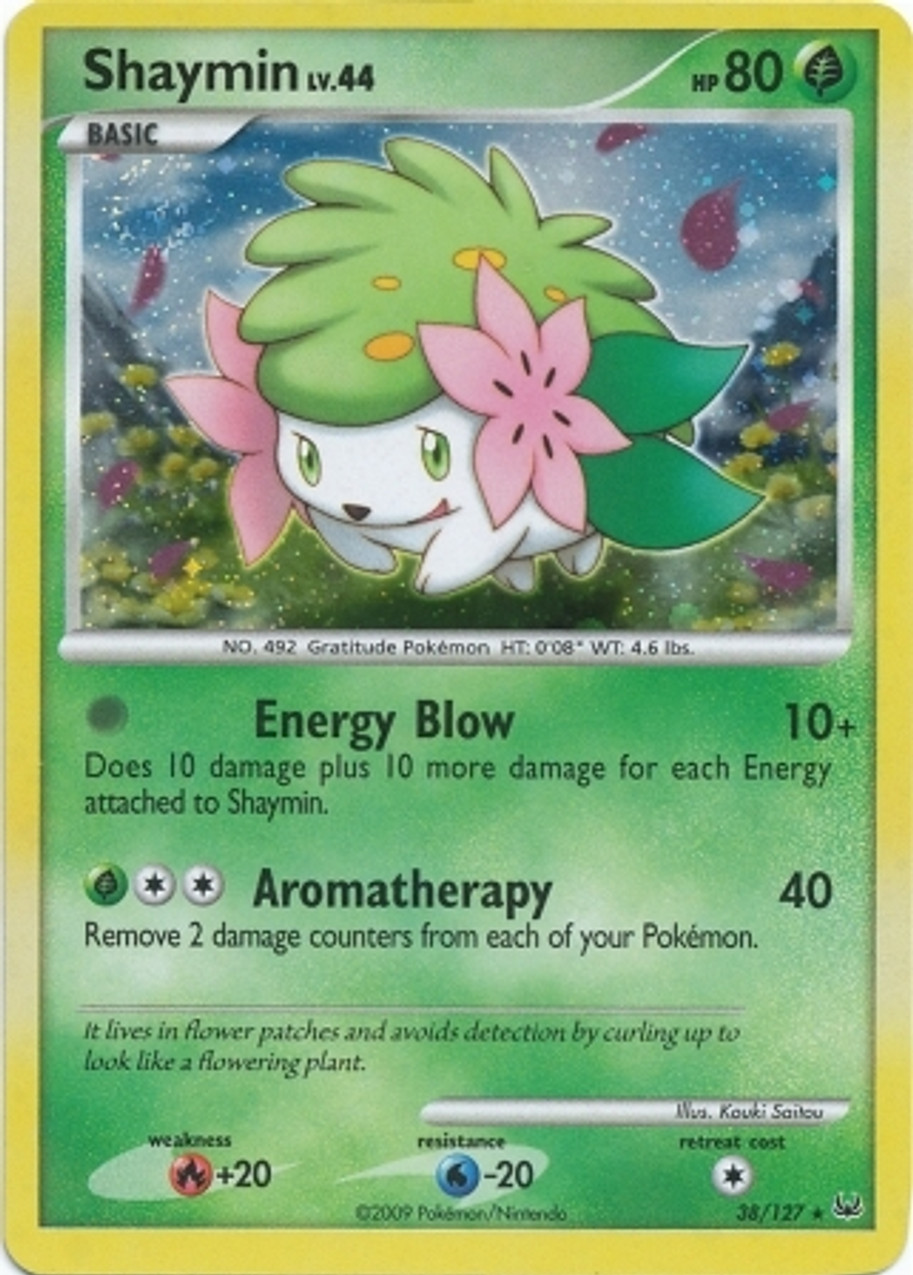 Shaymin LV.44 HP 80
BASIC
NO. 492 Gratitude Pokémon HT: 0'08" WT: 4.6 lbs.
Energy Blow 10+
Does 10 damage plus 10 more damage for each Energy
attached to Shaymin.
Aromatherapy 40
Remove 2 damage counters from each of your Pokémon.
It lives in flower patches and avoids detection by curling up to
look like a flowering plant.
Illus. Kouki Saitou
weakness resistance retreat cost
+20 -20
©2009 Pokémon/Nintendo 38/127 ★